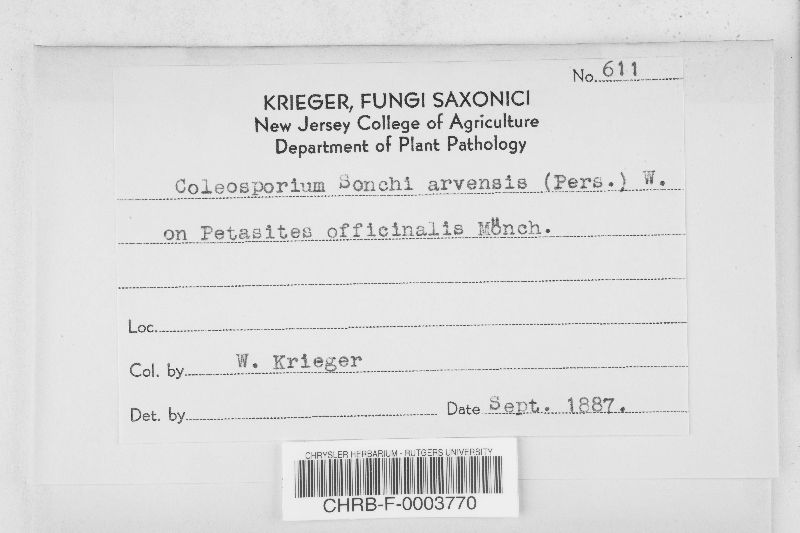 No. 611
KRIEGER, FUNGI SAXONICI
New Jersey College of Agriculture
Department of Plant Pathology
Coleosporium Sonchi arvensis (Pers.) W.
on Petasites officinalis Mönch.
Loc.
Col. by W. Krieger
Det. by Date Sept. 1887.
CHRYSLER HERBARIUM - RUTGERS UNIVERSITY
CHRB-F-0003770